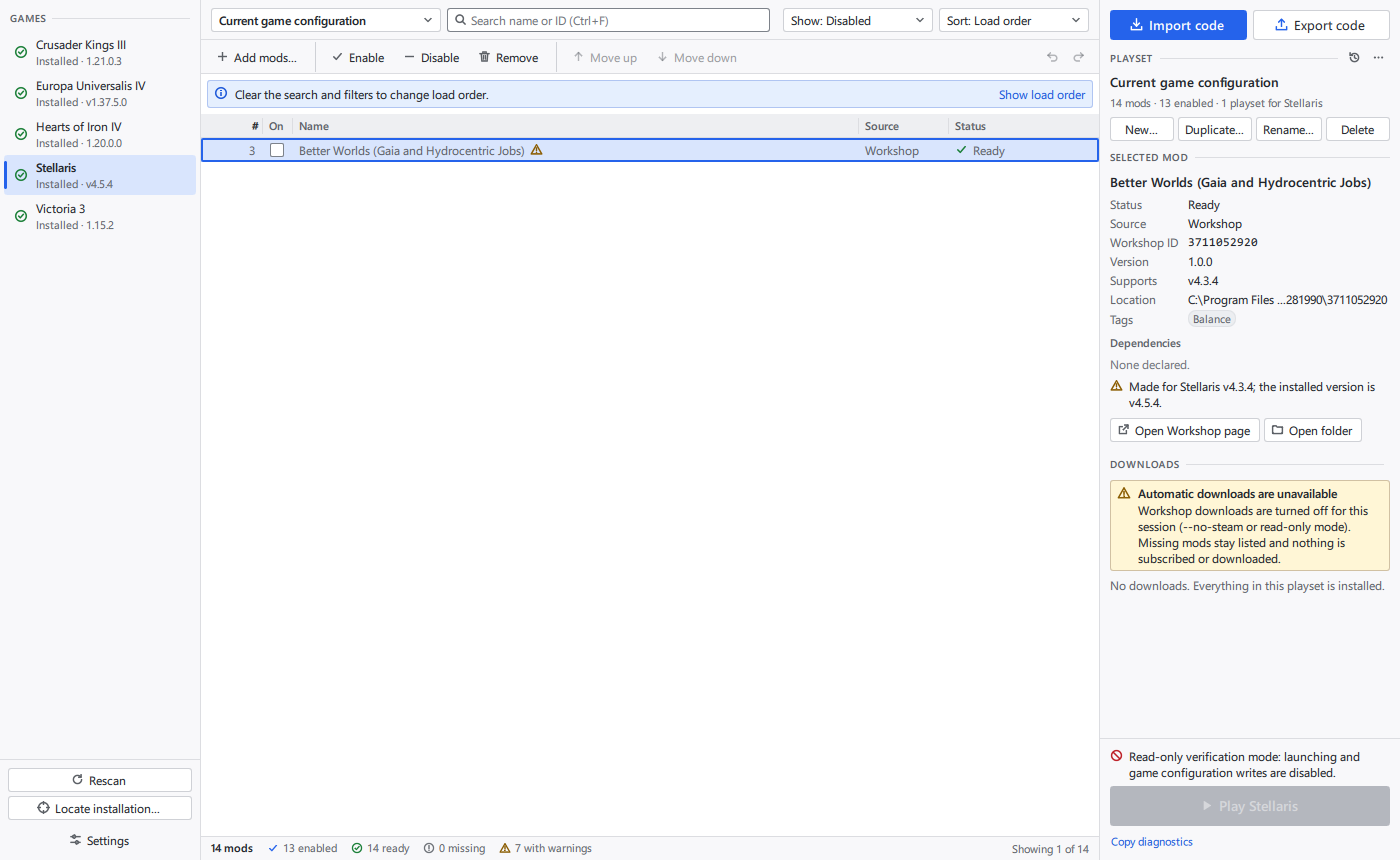 GAMES
Crusader Kings III
Installed · 1.21.0.3
Europa Universalis IV
Installed · v1.37.5.0
Hearts of Iron IV
Installed · 1.20.0.0
Stellaris
Installed · v4.5.4
Victoria 3
Installed · 1.15.2
Rescan
Locate installation...
Settings
Current game configuration
Search name or ID (Ctrl+F)
Show: Disabled
Sort: Load order
Add mods...
Enable
Disable
Remove
Move up
Move down
Clear the search and filters to change load order.
Show load order
# On Name Source Status
3 Better Worlds (Gaia and Hydrocentric Jobs) Workshop Ready
14 mods 13 enabled 14 ready 0 missing 7 with warnings Showing 1 of 14
Import code
Export code
PLAYSET
Current game configuration
14 mods · 13 enabled · 1 playset for Stellaris
New... Duplicate... Rename... Delete
SELECTED MOD
Better Worlds (Gaia and Hydrocentric Jobs)
Status Ready
Source Workshop
Workshop ID 3711052920
Version 1.0.0
Supports v4.3.4
Location C:\Program Files ...281990\3711052920
Tags Balance
Dependencies
None declared.
Made for Stellaris v4.3.4; the installed version is
v4.5.4.
Open Workshop page
Open folder
DOWNLOADS
Automatic downloads are unavailable
Workshop downloads are turned off for this
session (--no-steam or read-only mode).
Missing mods stay listed and nothing is
subscribed or downloaded.
No downloads. Everything in this playset is installed.
Read-only verification mode: launching and
game configuration writes are disabled.
Play Stellaris
Copy diagnostics